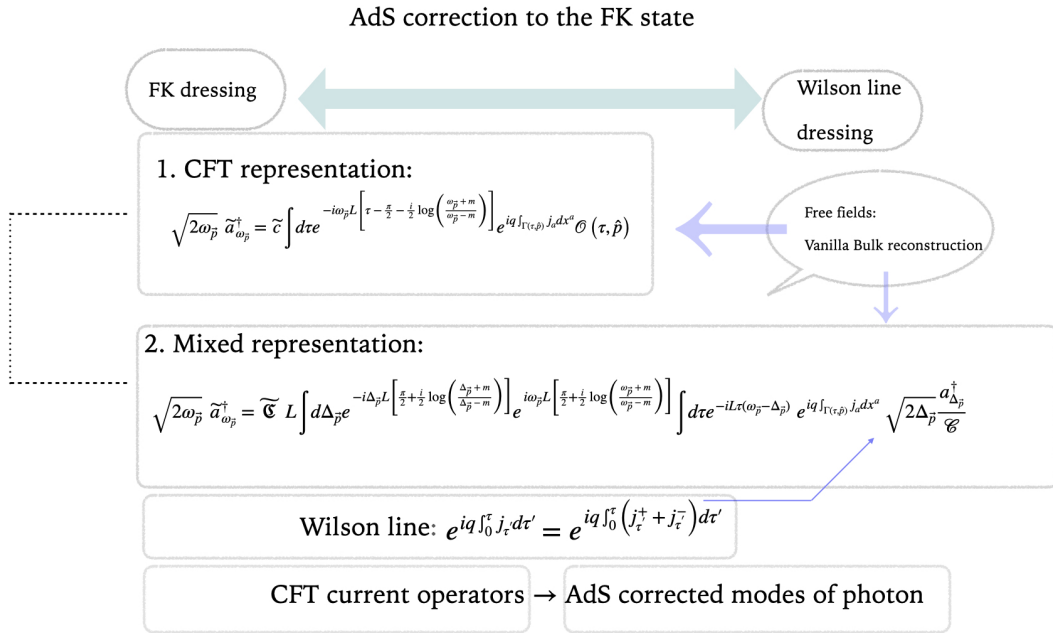 AdS correction to the FK state
FK dressing
Wilson line
dressing
1. CFT representation:
$\sqrt{2\omega_{\vec{p}}}\ \widetilde{a}^{\dagger}_{\omega_{\vec{p}}} = \widetilde{c} \int d\tau e^{-i\omega_{\vec{p}}L\left[\tau - \frac{\pi}{2} - \frac{i}{2}\log\left(\frac{\omega_{\vec{p}}+m}{\omega_{\vec{p}}-m}\right)\right]} e^{iq\int_{\Gamma(\tau,\hat{p})} j_a dx^a} \mathcal{O}(\tau, \hat{p})$
Free fields:
Vanilla Bulk reconstruction
2. Mixed representation:
$\sqrt{2\omega_{\vec{p}}}\ \widetilde{a}^{\dagger}_{\omega_{\vec{p}}} = \widetilde{\mathfrak{C}}\ L \int d\Delta_{\vec{p}} e^{-i\Delta_{\vec{p}}L\left[\frac{\pi}{2} + \frac{i}{2}\log\left(\frac{\Delta_{\vec{p}}+m}{\Delta_{\vec{p}}-m}\right)\right]} e^{i\omega_{\vec{p}}L\left[\frac{\pi}{2} + \frac{i}{2}\log\left(\frac{\omega_{\vec{p}}+m}{\omega_{\vec{p}}-m}\right)\right]} \int d\tau e^{-iL\tau(\omega_{\vec{p}}-\Delta_{\vec{p}})}\ e^{iq\int_{\Gamma(\tau,\hat{p})} j_a dx^a}\ \sqrt{2\Delta_{\vec{p}}} \frac{a^{\dagger}_{\Delta_{\vec{p}}}}{\mathscr{C}}$
Wilson line: $e^{iq\int_0^{\tau} j_{\tau'} d\tau'} = e^{iq\int_0^{\tau} \left(j^{+}_{\tau'} + j^{-}_{\tau'}\right) d\tau'}$
CFT current operators → AdS corrected modes of photon